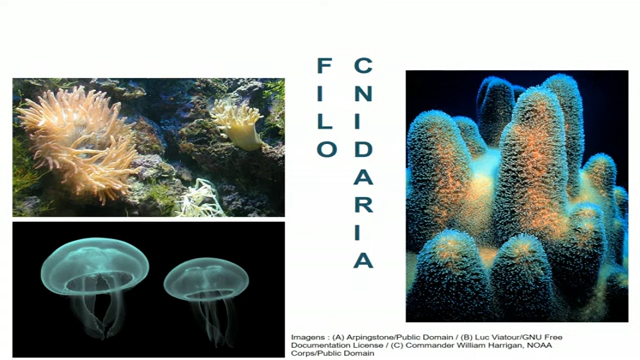 FILO
CNIDARIA
Imagens : (A) Arpingstone/Public Domain / (B) Luc Viatour/GNU Free
Documentation License / (C) Commander William Harrigan, NOAA
Corps/Public Domain